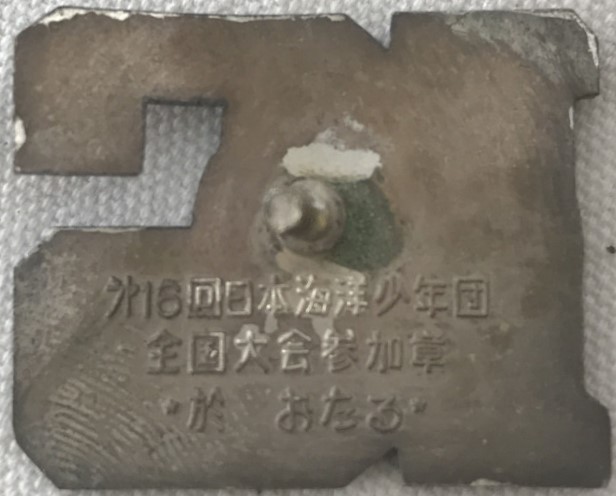 㐧16回日本海洋少年団
全国大会参加章
*於 おたる*